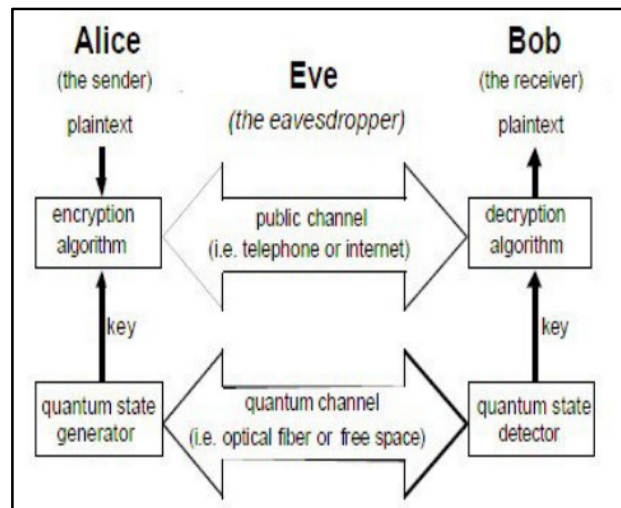 Alice
(the sender)
plaintext
Eve
(the eavesdropper)
Bob
(the receiver)
plaintext
encryption
algorithm
public channel
(i.e. telephone or internet)
decryption
algorithm
key
key
quantum state
generator
quantum channel
(i.e. optical fiber or free space)
quantum state
detector